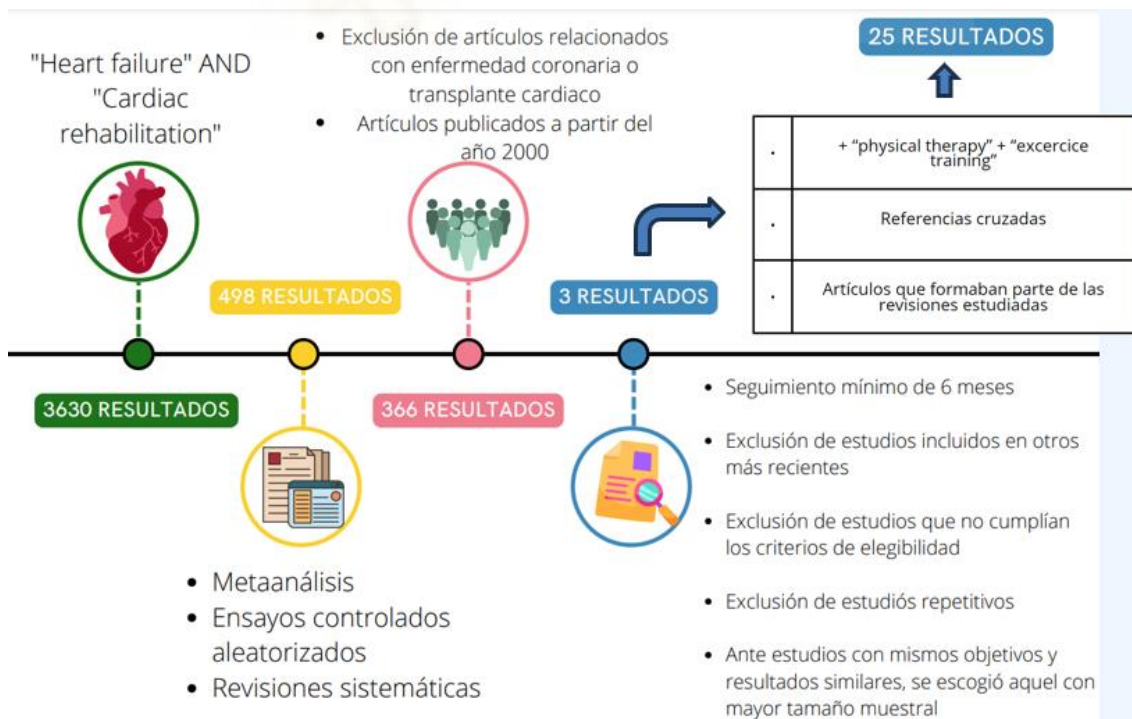 "Heart failure" AND
"Cardiac
rehabilitation"
3630 RESULTADOS
498 RESULTADOS
• Metaanálisis
• Ensayos controlados
aleatorizados
• Revisiones sistemáticas
• Exclusión de artículos relacionados
con enfermedad coronaria o
transplante cardiaco
• Artículos publicados a partir del
año 2000
366 RESULTADOS
3 RESULTADOS
• Seguimiento mínimo de 6 meses
• Exclusión de estudios incluidos en otros
más recientes
• Exclusión de estudios que no cumplían
los criterios de elegibilidad
• Exclusión de estudiós repetitivos
• Ante estudios con mismos objetivos y
resultados similares, se escogió aquel con
mayor tamaño muestral
25 RESULTADOS
· + “physical therapy” + “excercice
training”
· Referencias cruzadas
· Artículos que formaban parte de las
revisiones estudiadas